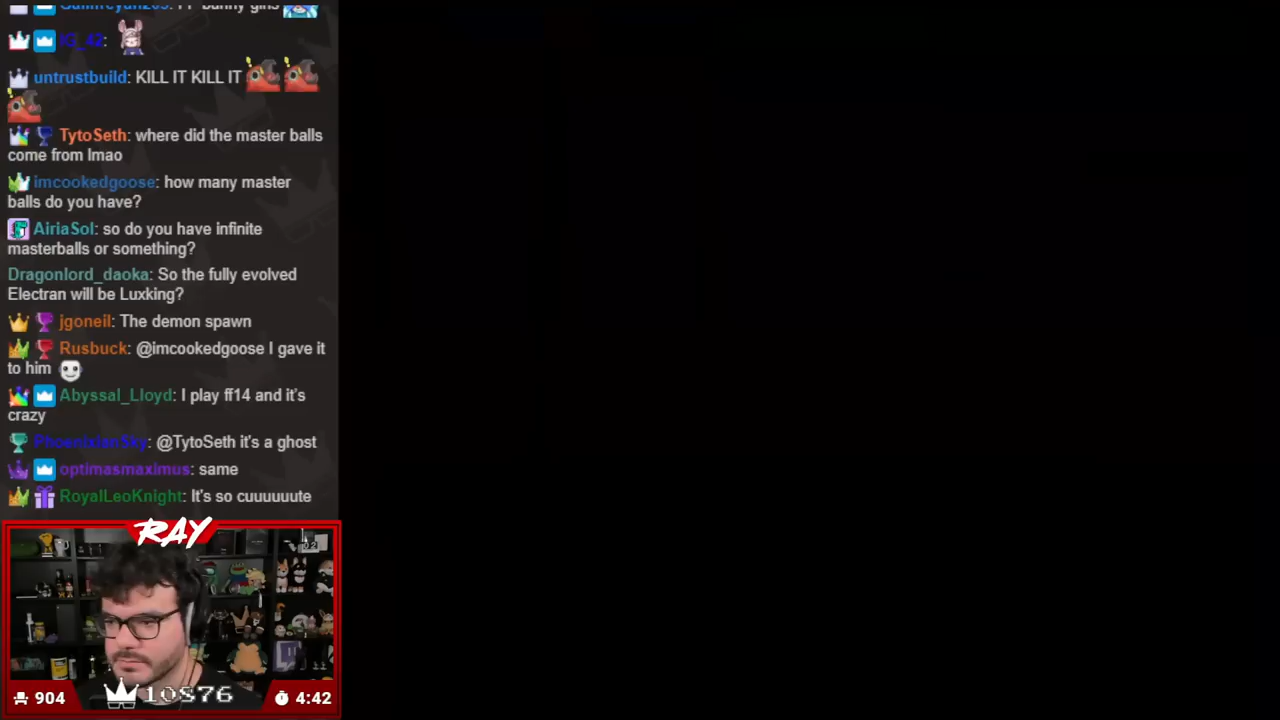 IG_42:
untrustbuild: KILL IT KILL IT
TytoSeth: where did the master balls
come from lmao
imcookedgoose: how many master
balls do you have?
AiriaSol: so do you have infinite
masterballs or something?
Dragonlord_daoka: So the fully evolved
Electran will be Luxking?
jgoneil: The demon spawn
Rusbuck: @imcookedgoose I gave it
to him
Abyssal_Lloyd: I play ff14 and it's
crazy
PhoenixianSky: @TytoSeth it's a ghost
optimasmaximus: same
RoyalLeoKnight: It's so cuuuuuute
RAY
904
10876
4:42